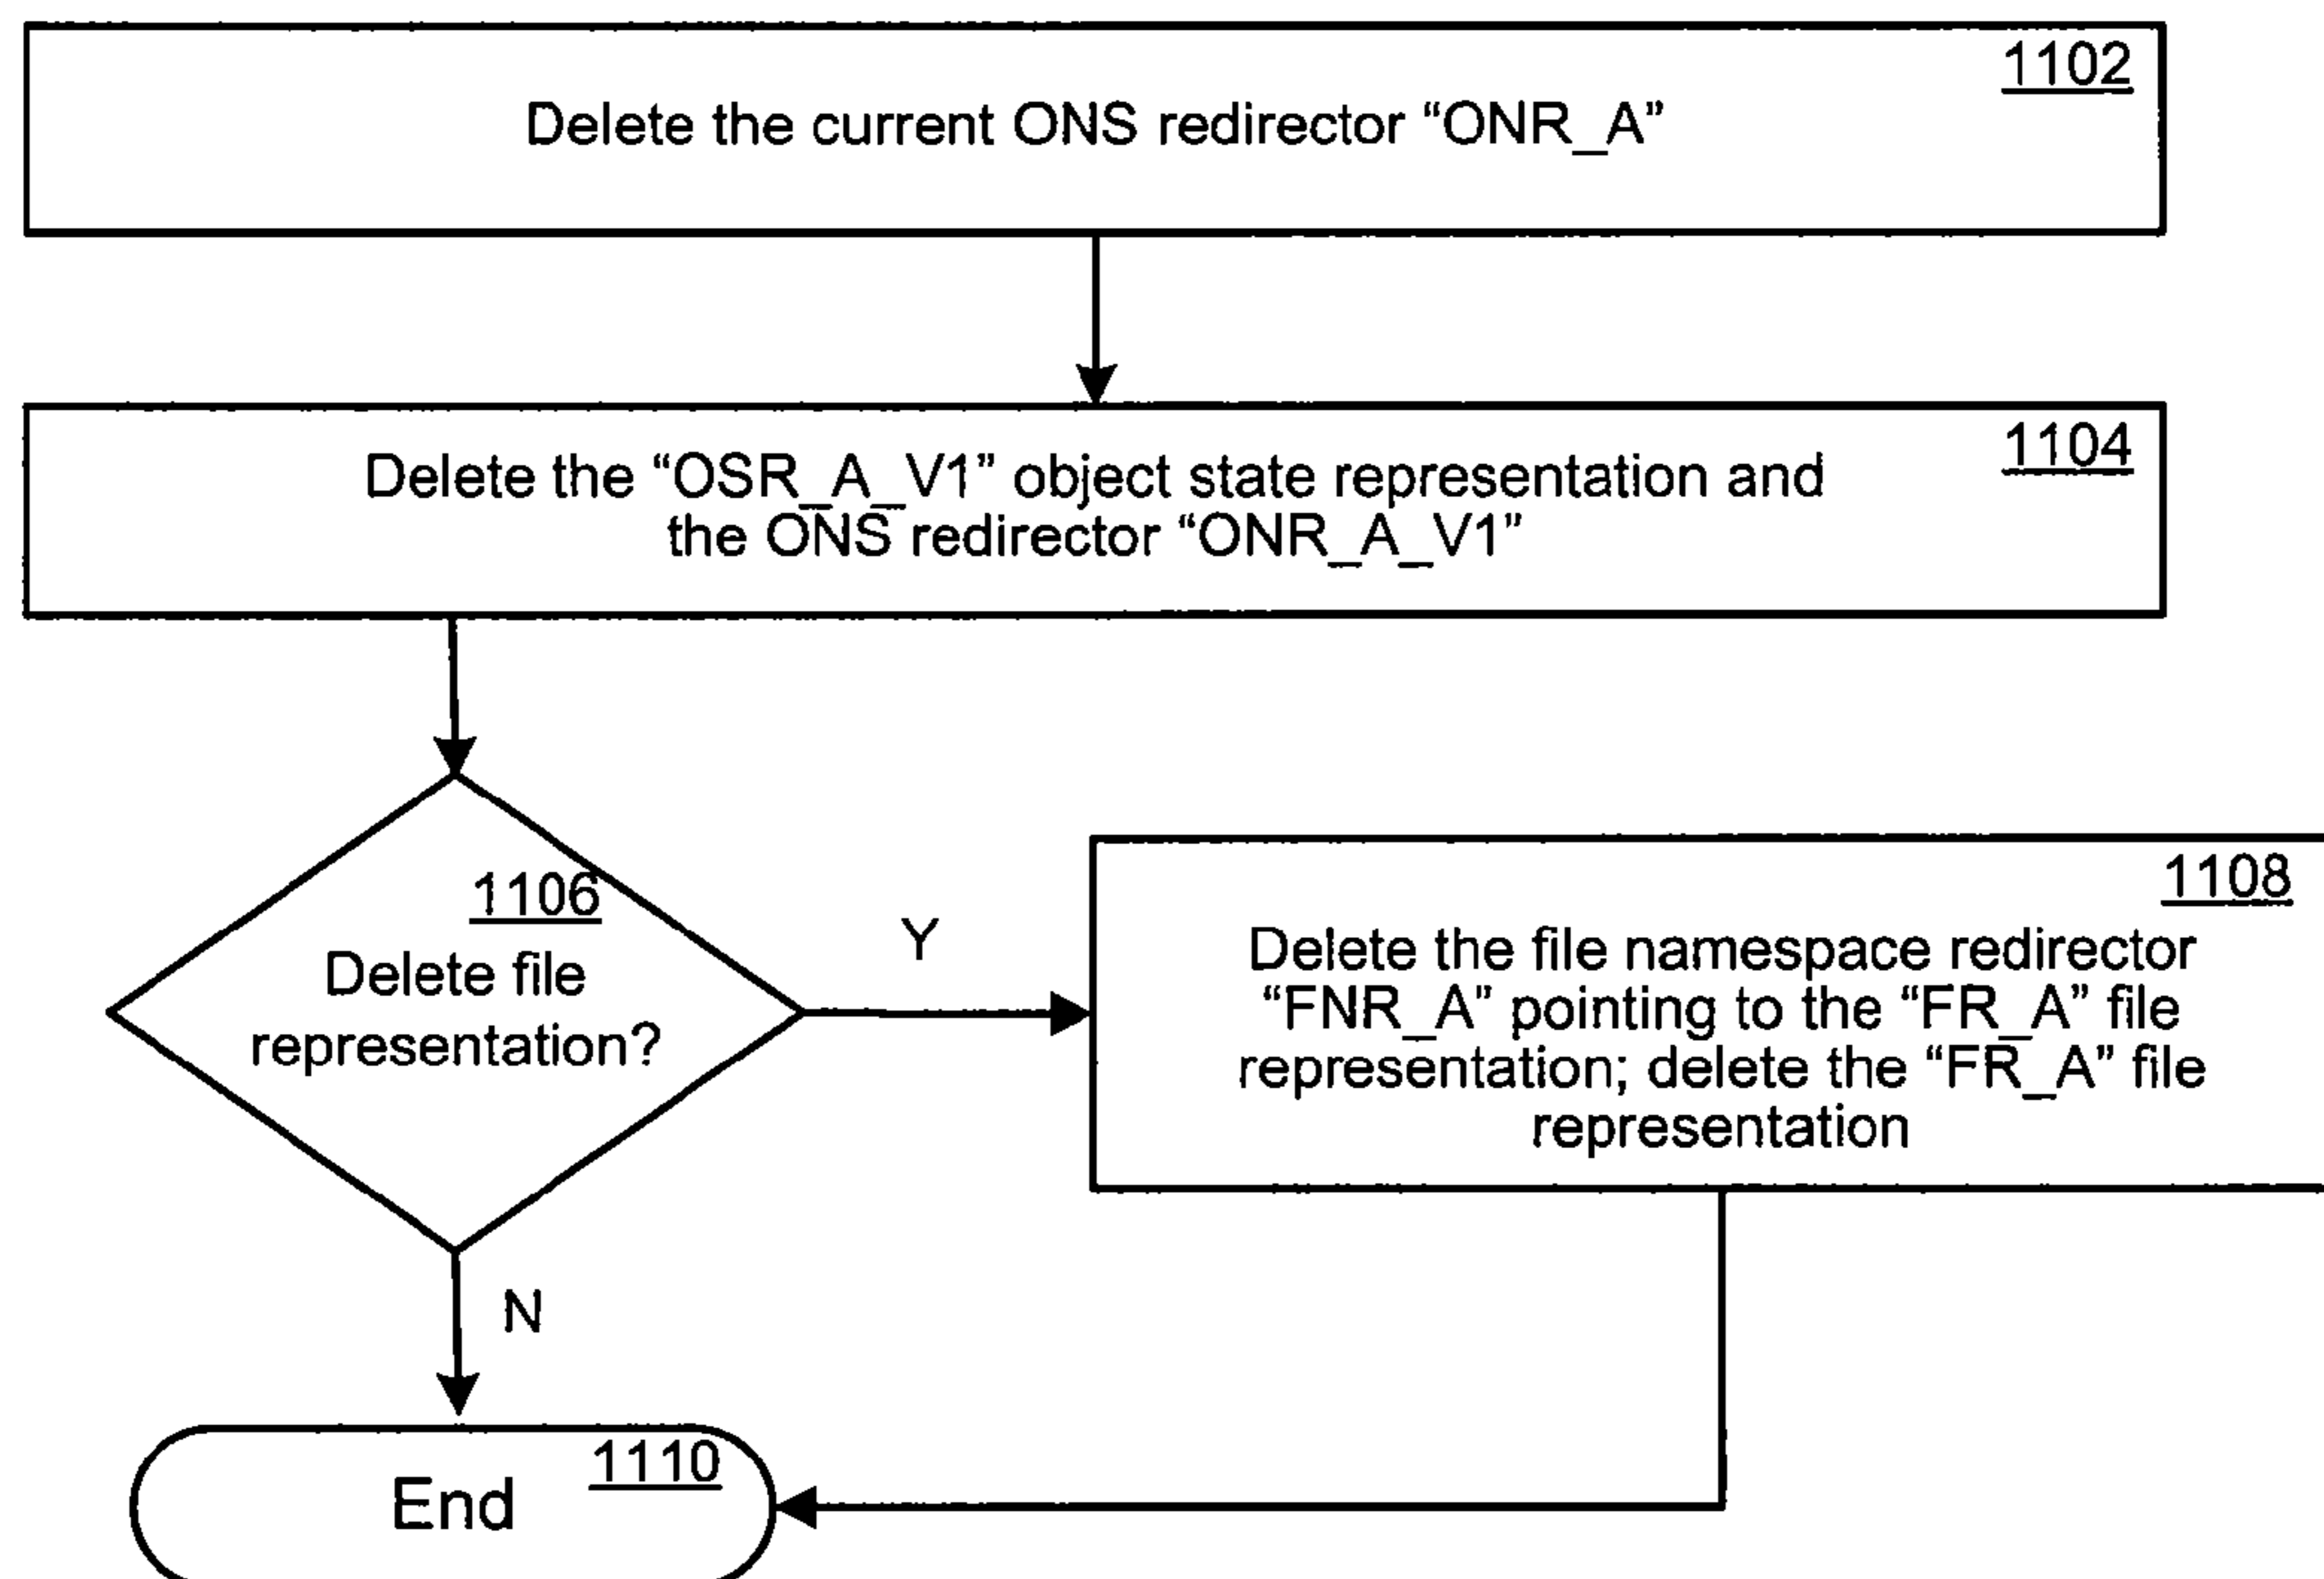 1102
Delete the current ONS redirector “ONR_A”
1104
Delete the “OSR_A_V1” object state representation and
the ONS redirector “ONR_A_V1”
1106
Delete file
representation?
Y
1108
Delete the file namespace redirector
“FNR_A” pointing to the “FR_A” file
representation; delete the “FR_A” file
representation
N
1110
End